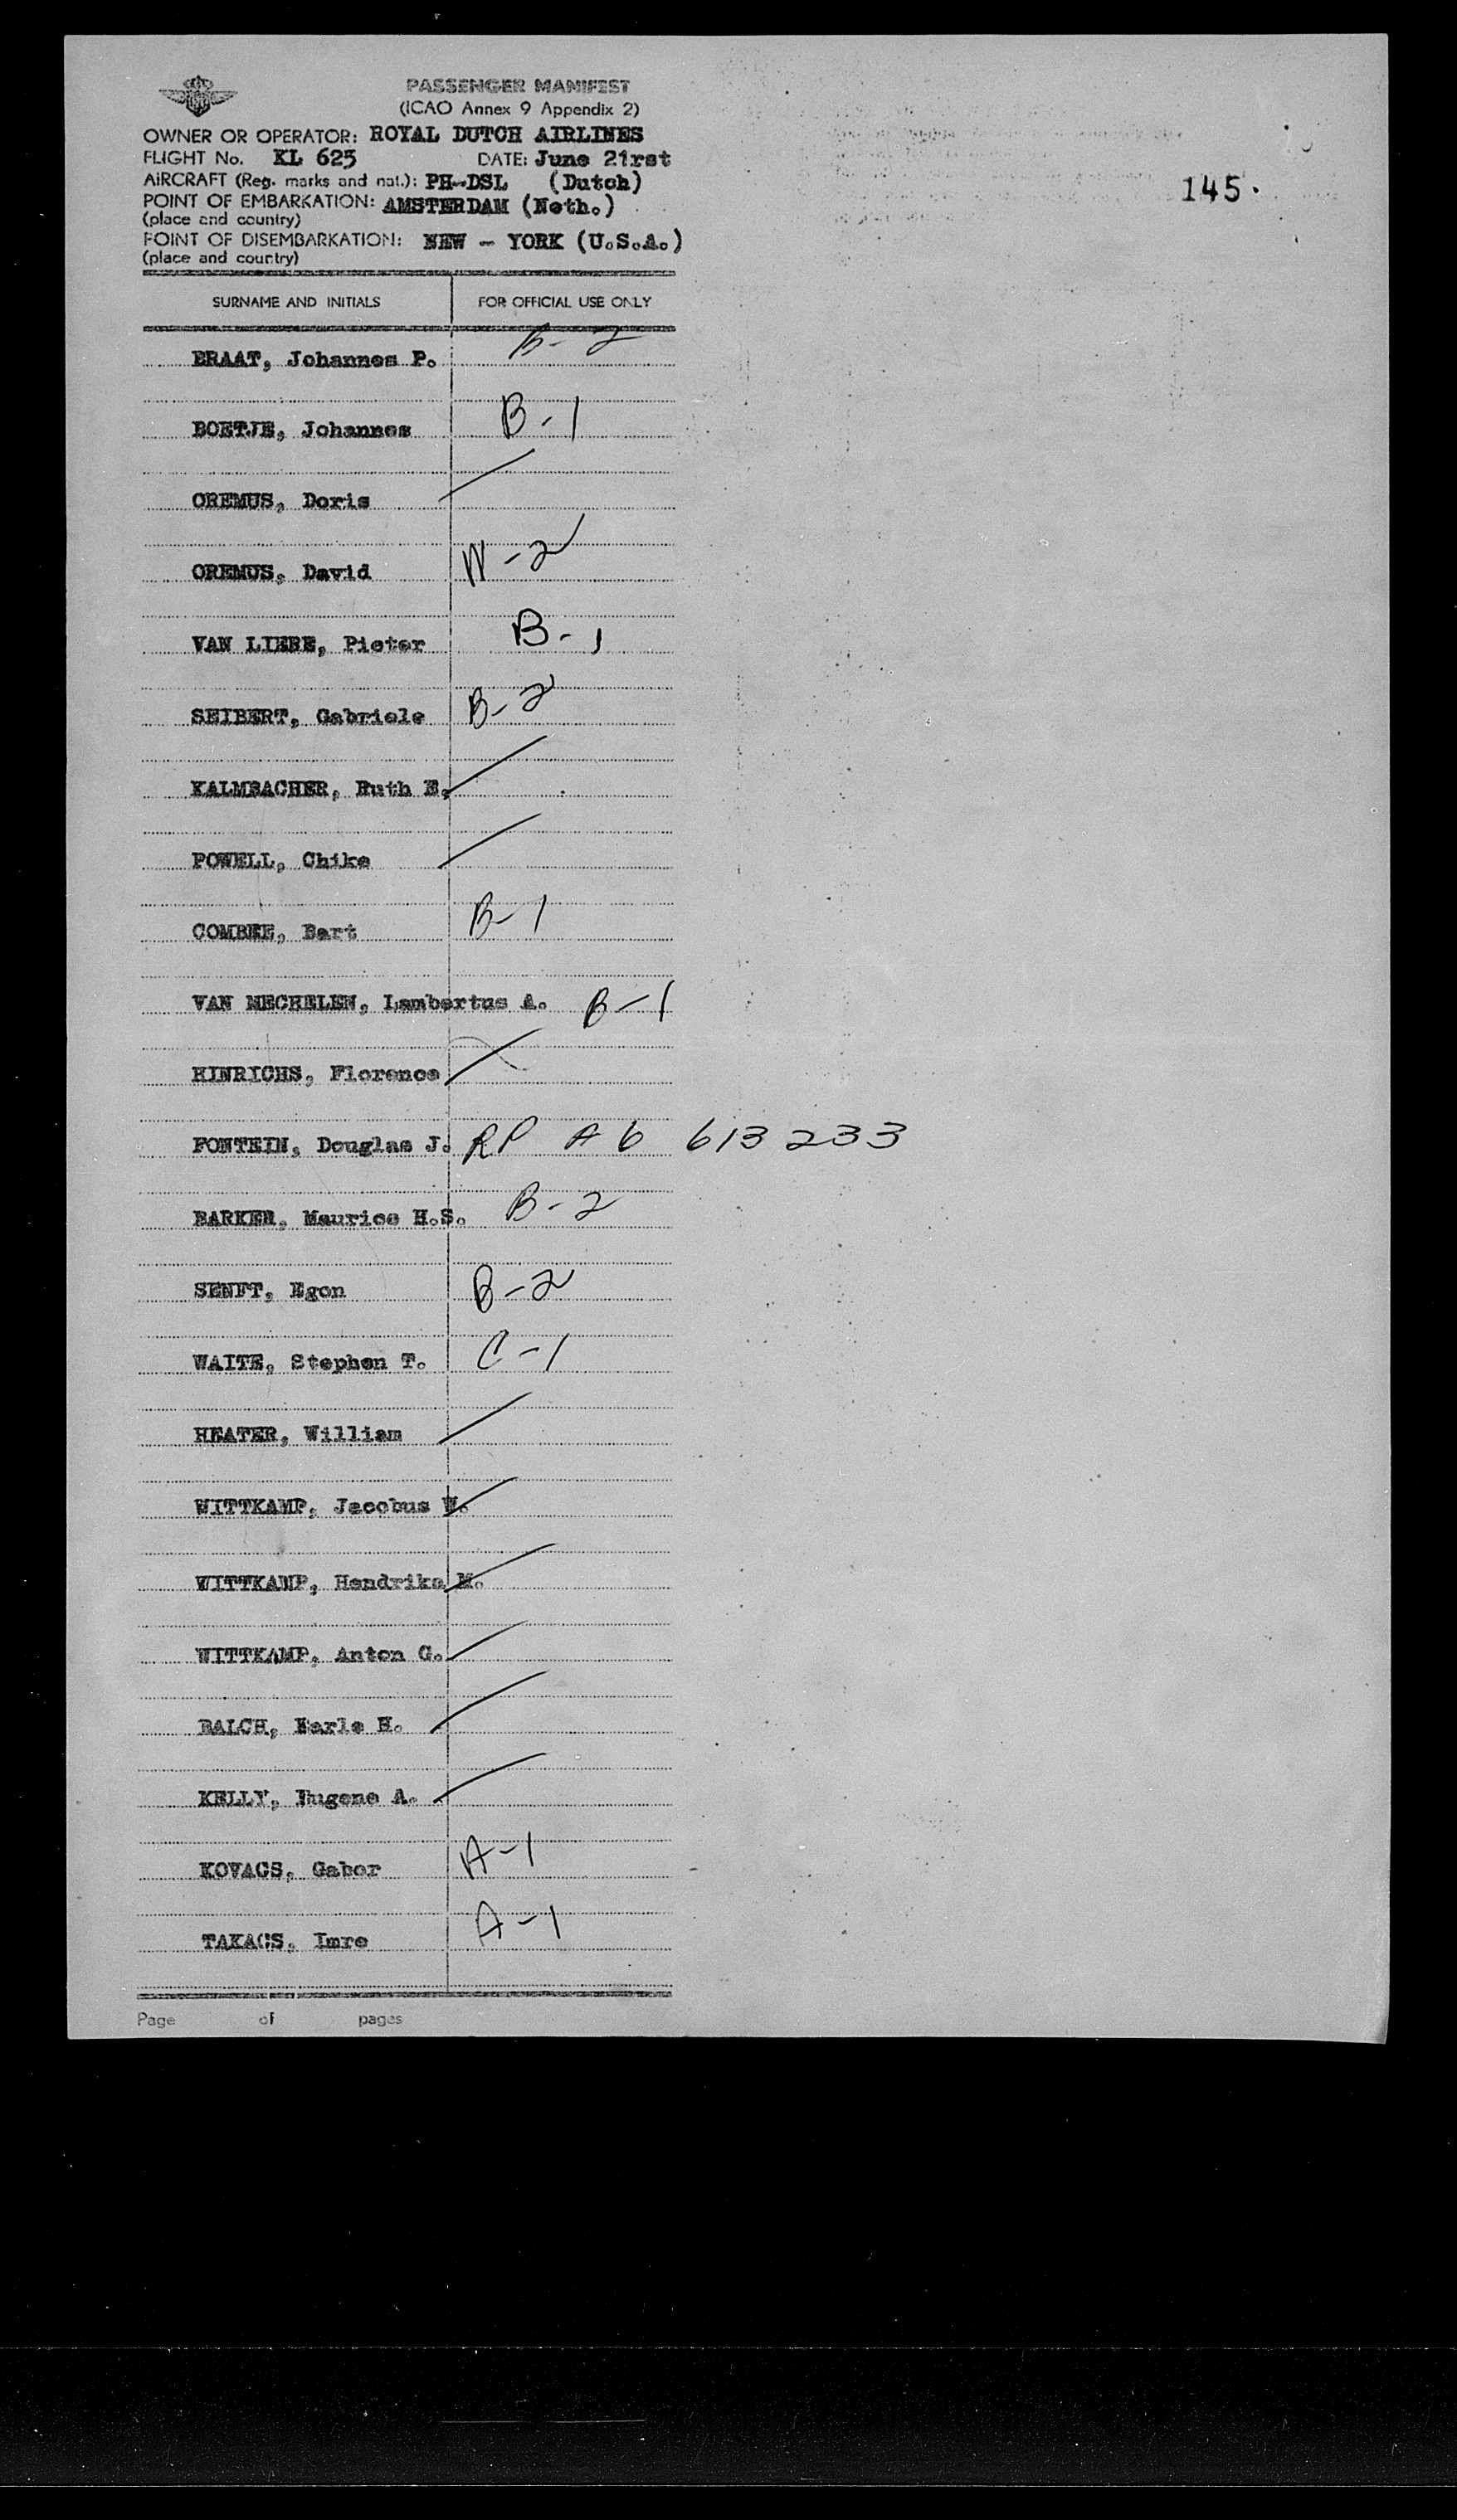 PASSENGER MANIFEST
(ICAO Annex 9 Appendix 2)
OWNER OR OPERATOR: ROYAL DUTCH AIRLINES
FLIGHT No. KL 625 DATE: June 21rst
AIRCRAFT (Reg. marks and nat.): PH-DSL (Dutch)
145.
POINT OF EMBARKATION: AMSTERDAM (Neth.)
(place and country)
POINT OF DISEMBARKATION: NEW - YORK (U.S.A.)
(place and country)
SURNAME AND INITIALS FOR OFFICIAL USE ONLY
BRAAT, Johannes P. B-2
BOETJE, Johannes B-1
OREMUS, Doris
OREMUS, David N-2
VAN LIERE, Pieter B-1
SEIBERT, Gabriele B-2
KALMBACHER, Ruth E.
POWELL, Chike
COMBEE, Bart B-1
VAN MECHELEN, Lambertus A. B-1
HINRICHS, Florence
FONTEIN, Douglas J. RP A6 613 233
BARKER, Maurice H.S. B-2
SENFT, Egon B-2
WAITE, Stephen T. C-1
HEATER, William
WITTKAMP, Jacobus W.
WITTKAMP, Hendrika M.
WITTKAMP, Anton G.
BALCH, Earle H.
KELLY, Eugene A.
KOVACS, Gabor A-1
TAKACS, Imre A-1
Page of pages